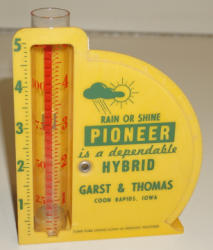 RAIN OR SHINE
PIONEER
is a dependable
HYBRID
GARST & THOMAS
COON RAPIDS, IOWA
5
4
3
2
1